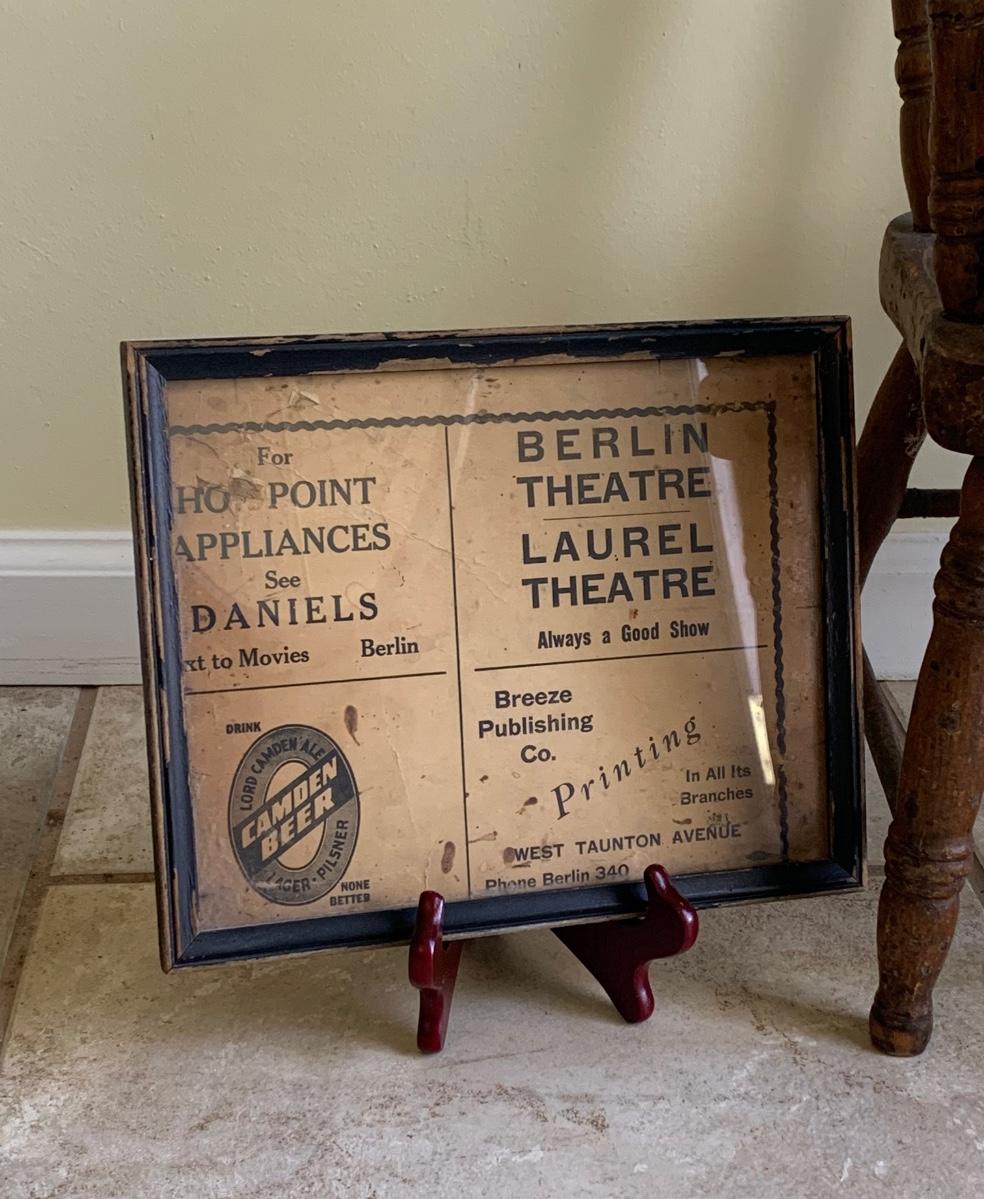 For
HO POINT
APPLIANCES
See
DANIELS
xt to Movies Berlin
BERLIN
THEATRE
LAUREL
THEATRE
Always a Good Show
DRINK
LORD CAMDEN ALE
CAMDEN
BEER
LAGER · PILSNER
NONE
BETTER
Breeze
Publishing
Co.
Printing
In All Its
Branches
WEST TAUNTON AVENUE
Phone Berlin 340